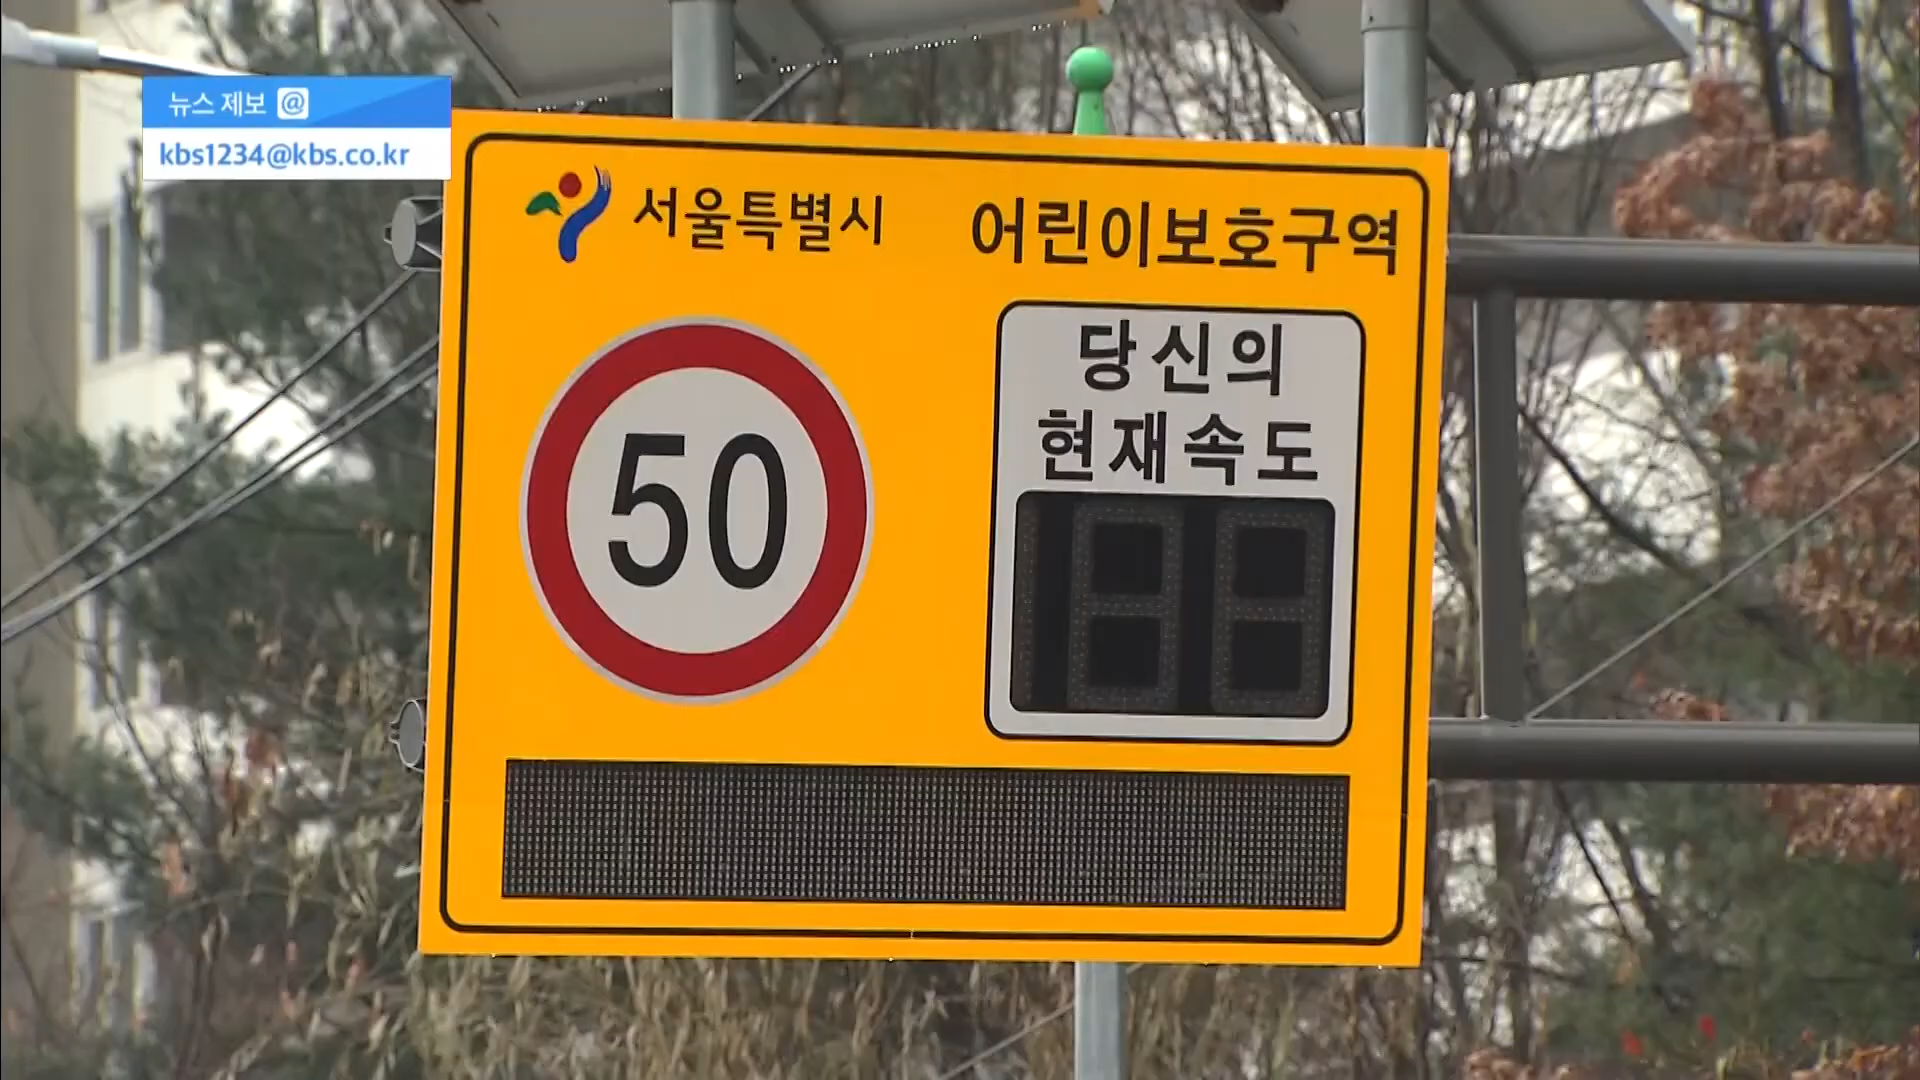 뉴스 제보 @
kbs1234@kbs.co.kr
서울특별시 어린이보호구역
50
당신의
현재속도